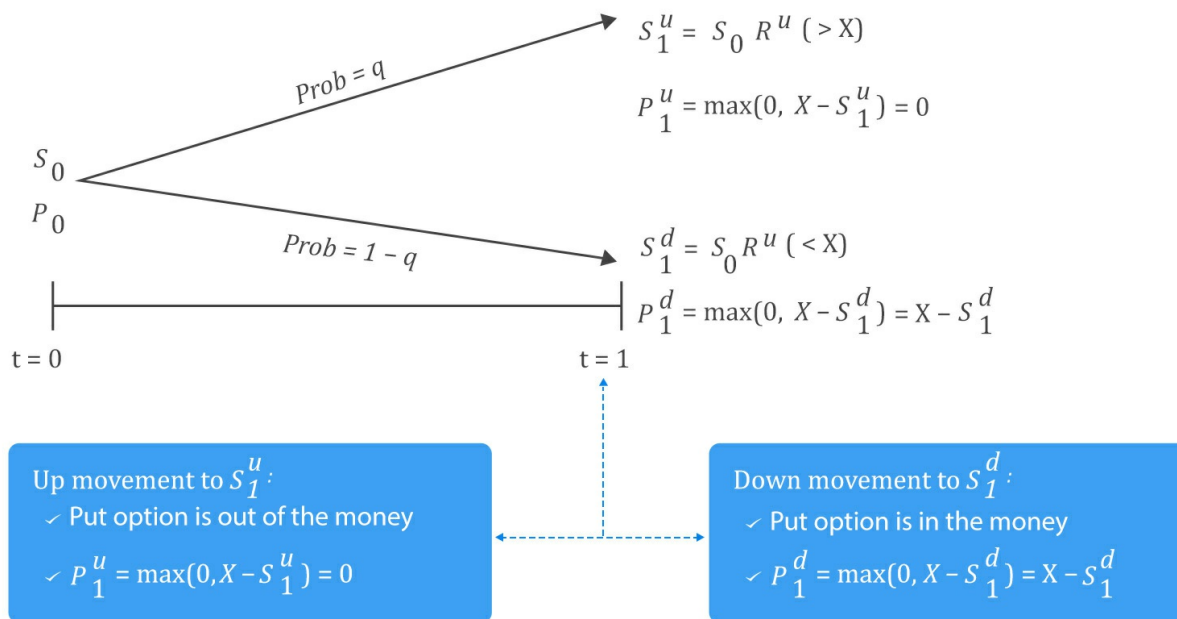 S₁ᵘ = S₀ Rᵘ (> X)
Prob = q
P₁ᵘ = max(0, X – S₁ᵘ) = 0
S₀
P₀
Prob = 1 – q
S₁ᵈ = S₀ Rᵘ (< X)
P₁ᵈ = max(0, X – S₁ᵈ) = X – S₁ᵈ
t = 0
t = 1
Up movement to S₁ᵘ:
✓ Put option is out of the money
✓ P₁ᵘ = max(0, X – S₁ᵘ) = 0
Down movement to S₁ᵈ:
✓ Put option is in the money
✓ P₁ᵈ = max(0, X – S₁ᵈ) = X – S₁ᵈ